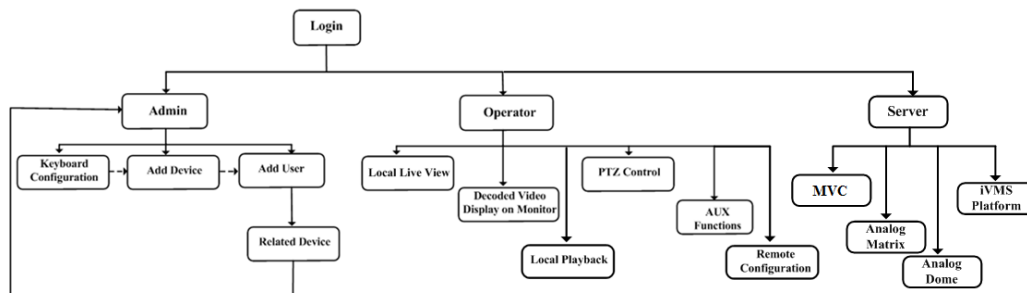 Login
Admin
Operator
Server
Keyboard
Configuration
Add Device
Add User
Related Device
Local Live View
Decoded Video
Display on Monitor
Local Playback
PTZ Control
AUX
Functions
Remote
Configuration
MVC
Analog
Matrix
Analog
Dome
iVMS
Platform